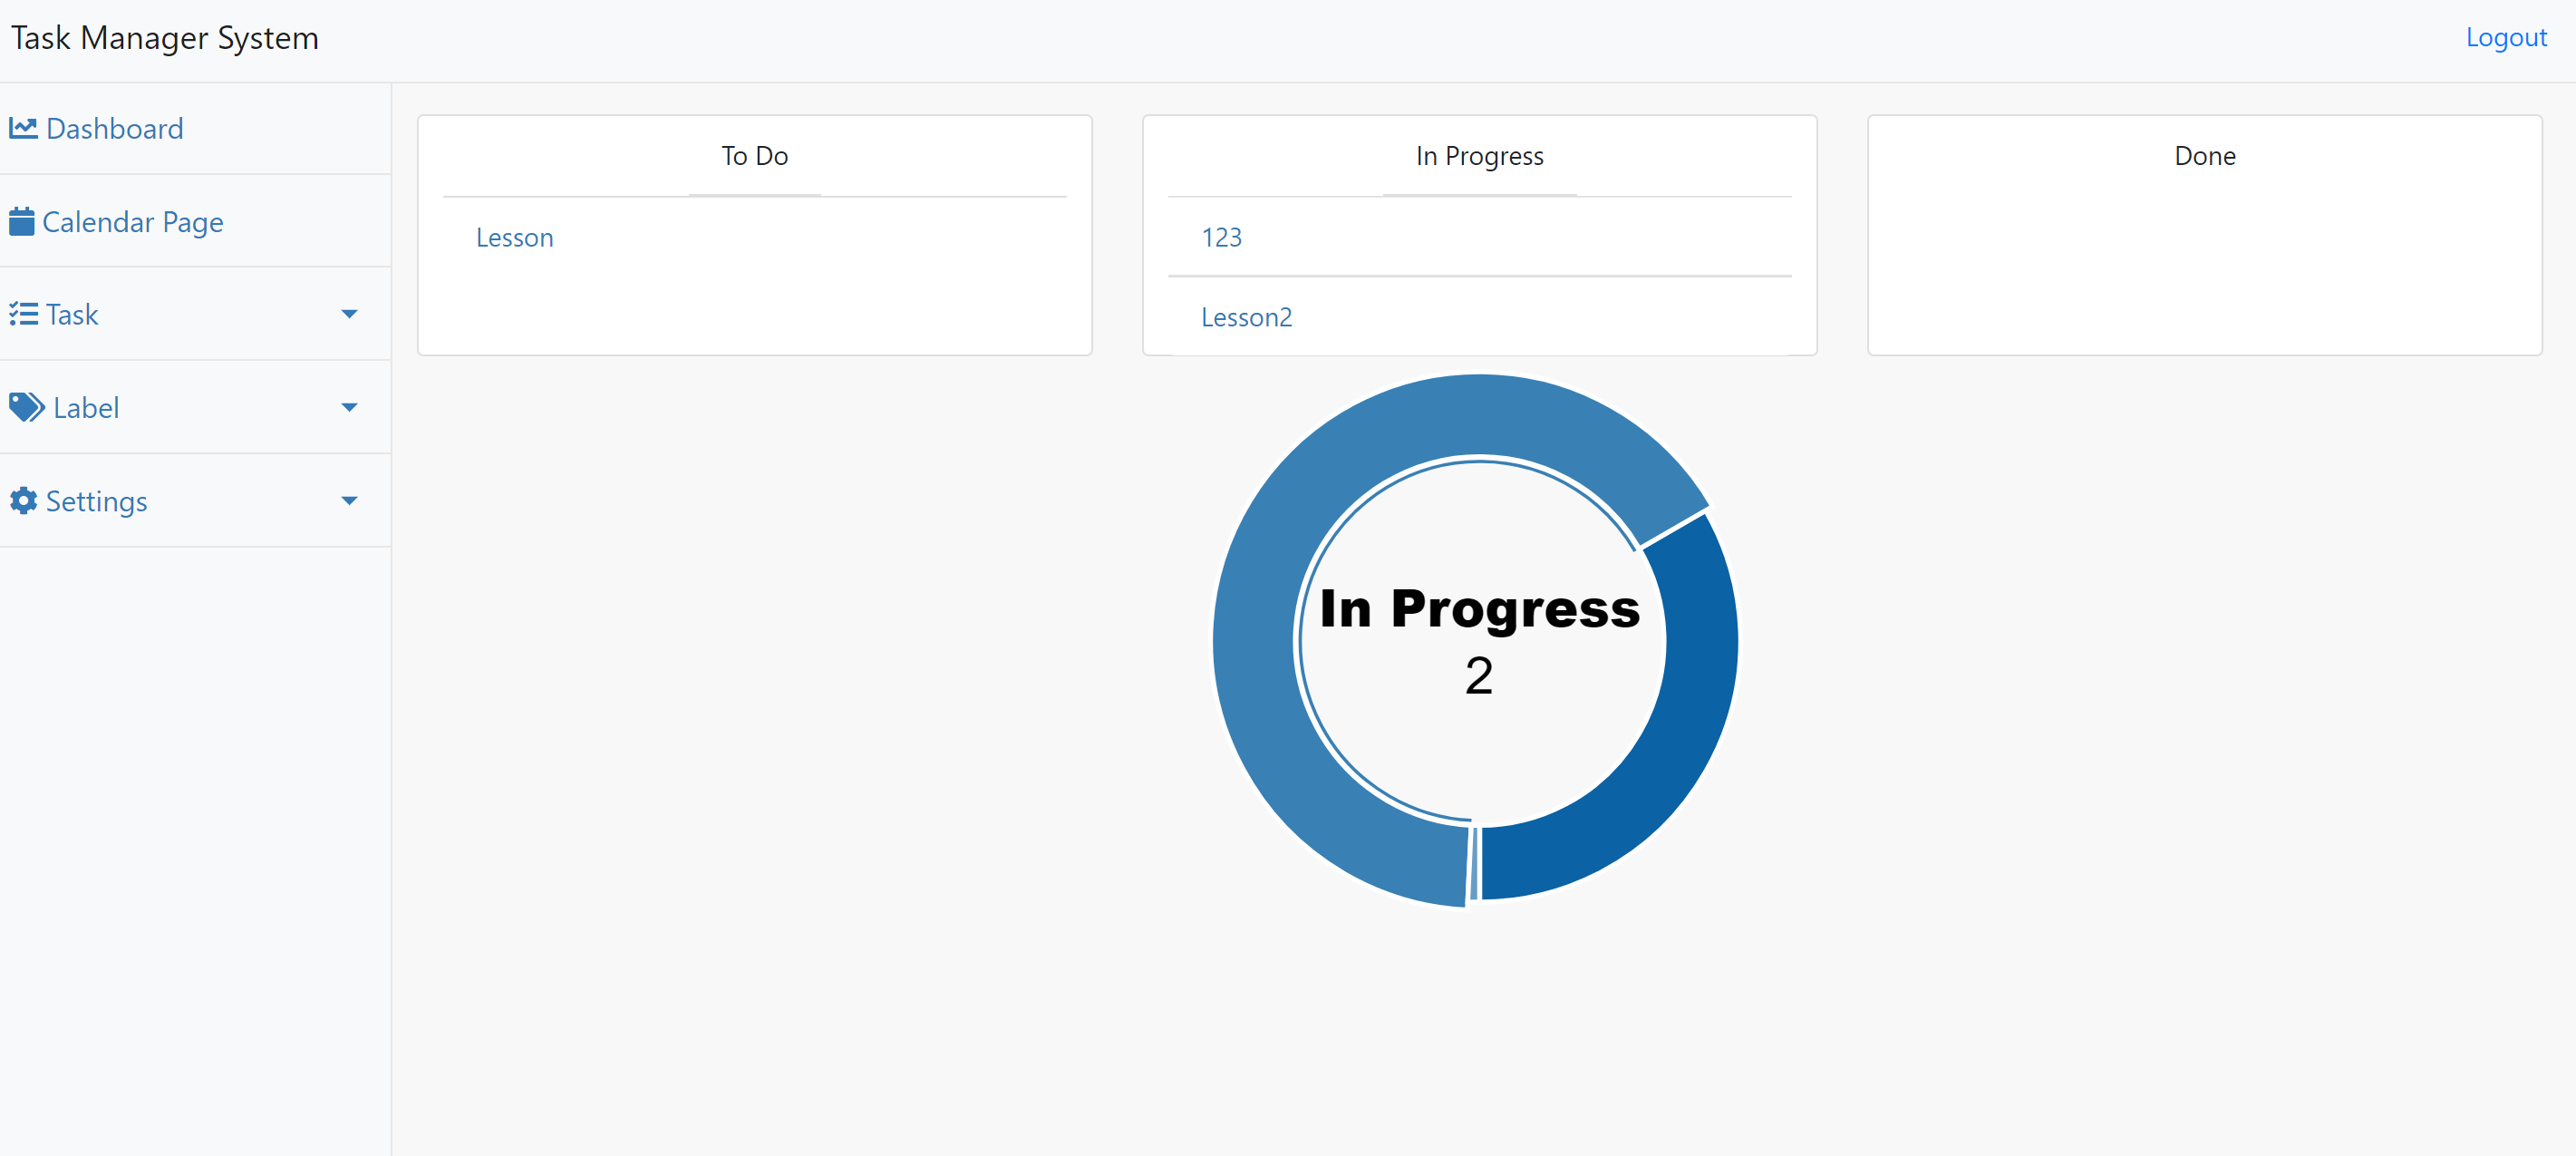 Task Manager System
Logout
Dashboard
Calendar Page
Task
Label
Settings
To Do
Lesson
In Progress
123
Lesson2
Done
In Progress
2